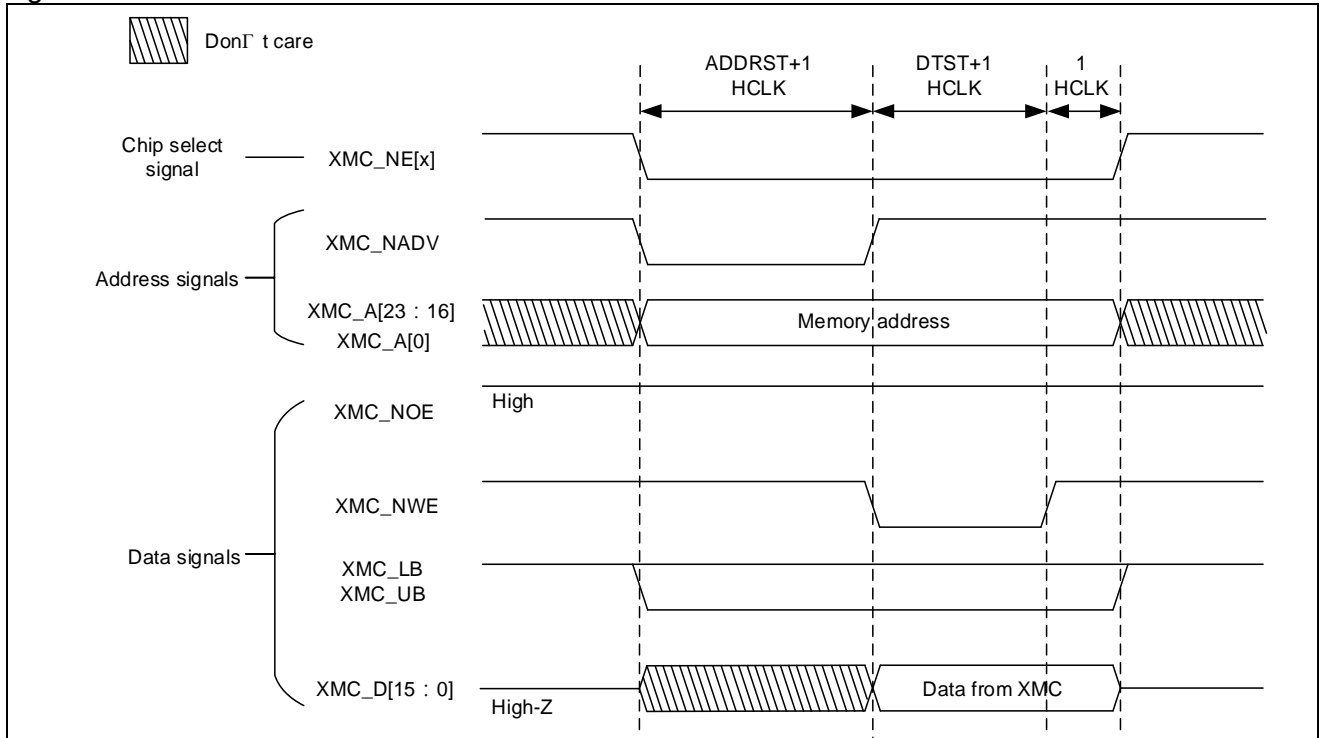 DonΓ t care
ADDRST+1
HCLK
DTST+1
HCLK
1
HCLK
Chip select
signal
XMC_NE[x]
XMC_NADV
Address signals
XMC_A[23 : 16]
XMC_A[0]
Memory address
XMC_NOE
High
XMC_NWE
Data signals
XMC_LB
XMC_UB
XMC_D[15 : 0]
High-Z
Data from XMC